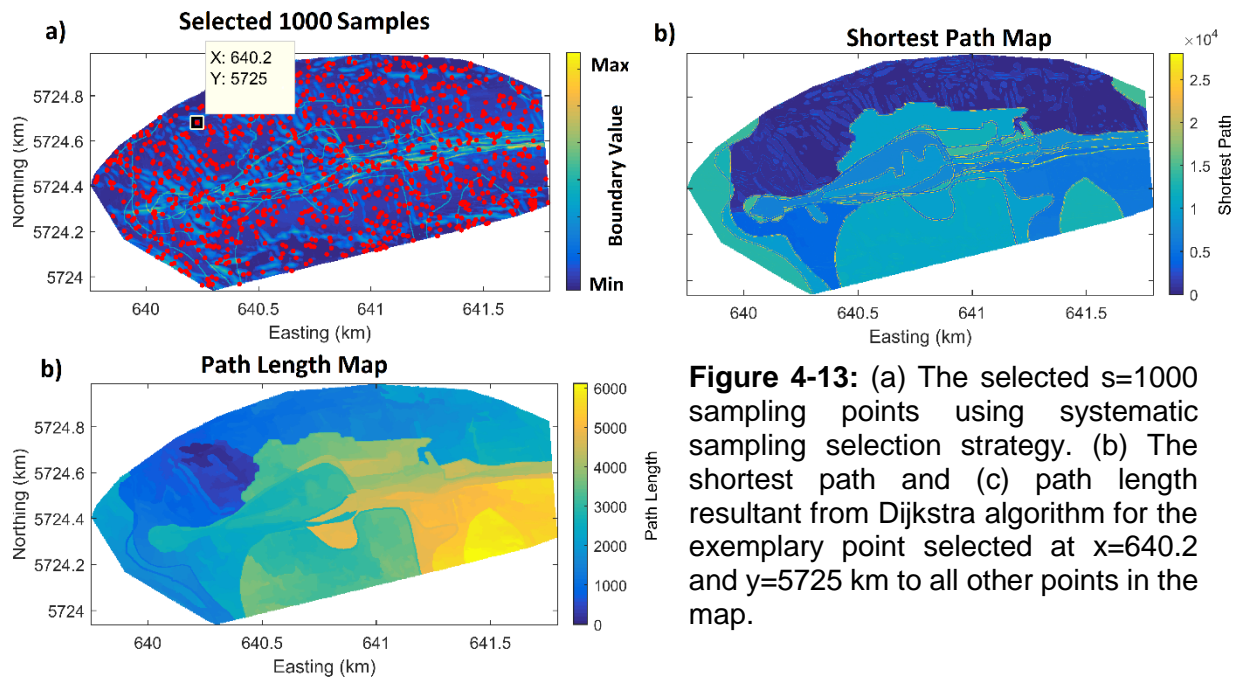 a)
Selected 1000 Samples
X: 640.2
Y: 5725
5724.8
5724.6
5724.4
5724.2
5724
Northing (km)
640
640.5
641
641.5
Easting (km)
Max
Boundary Value
Min
b)
Shortest Path Map
×10⁴
2.5
2
1.5
1
0.5
0
Shortest Path
640
640.5
641
641.5
Easting (km)
b)
Path Length Map
5724.8
5724.6
5724.4
5724.2
5724
Northing (km)
640
640.5
641
641.5
Easting (km)
6000
5000
4000
3000
2000
1000
0
Path Length
Figure 4-13: (a) The selected s=1000
sampling points using systematic
sampling selection strategy. (b) The
shortest path and (c) path length
resultant from Dijkstra algorithm for the
exemplary point selected at x=640.2
and y=5725 km to all other points in the
map.